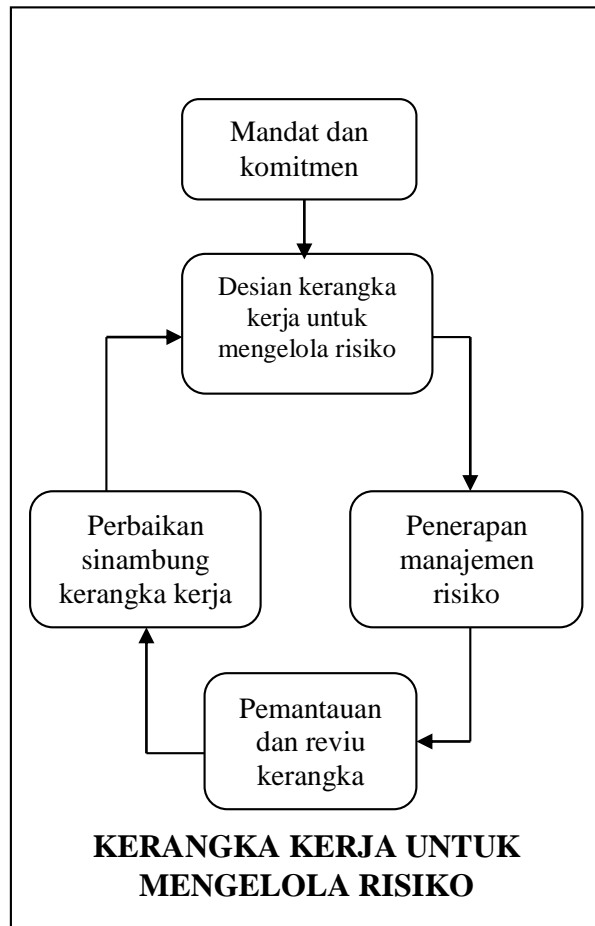 Mandat dan
komitmen
Desian kerangka
kerja untuk
mengelola risiko
Perbaikan
sinambung
kerangka kerja
Penerapan
manajemen
risiko
Pemantauan
dan reviu
kerangka
KERANGKA KERJA UNTUK
MENGELOLA RISIKO